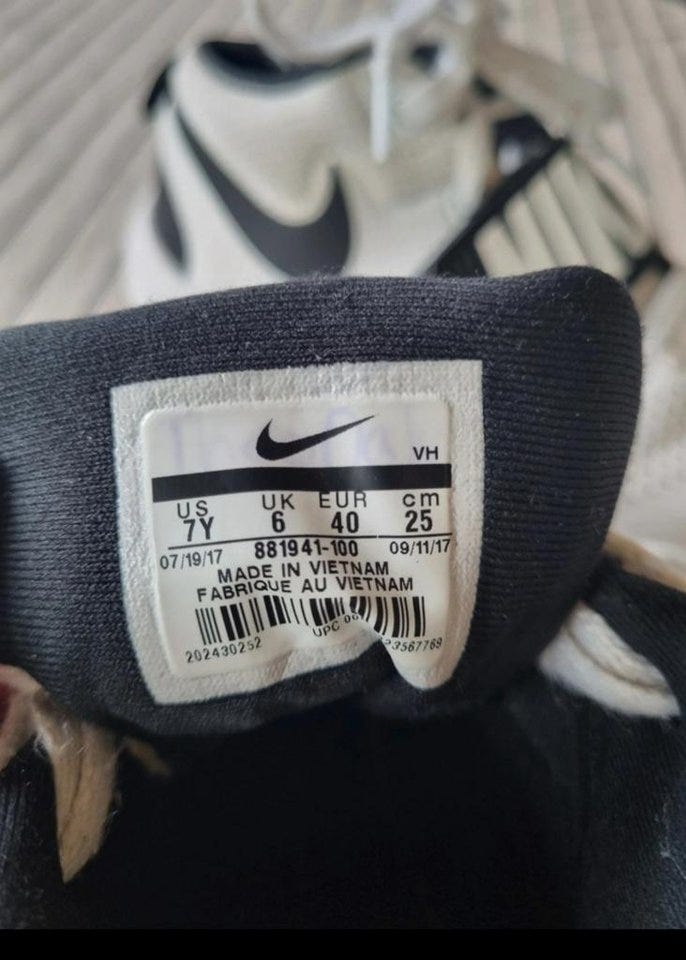 VH
US UK EUR cm
7Y 6 40 25
07/19/17 881941-100 09/11/17
MADE IN VIETNAM
FABRIQUE AU VIETNAM
UPC
202430252